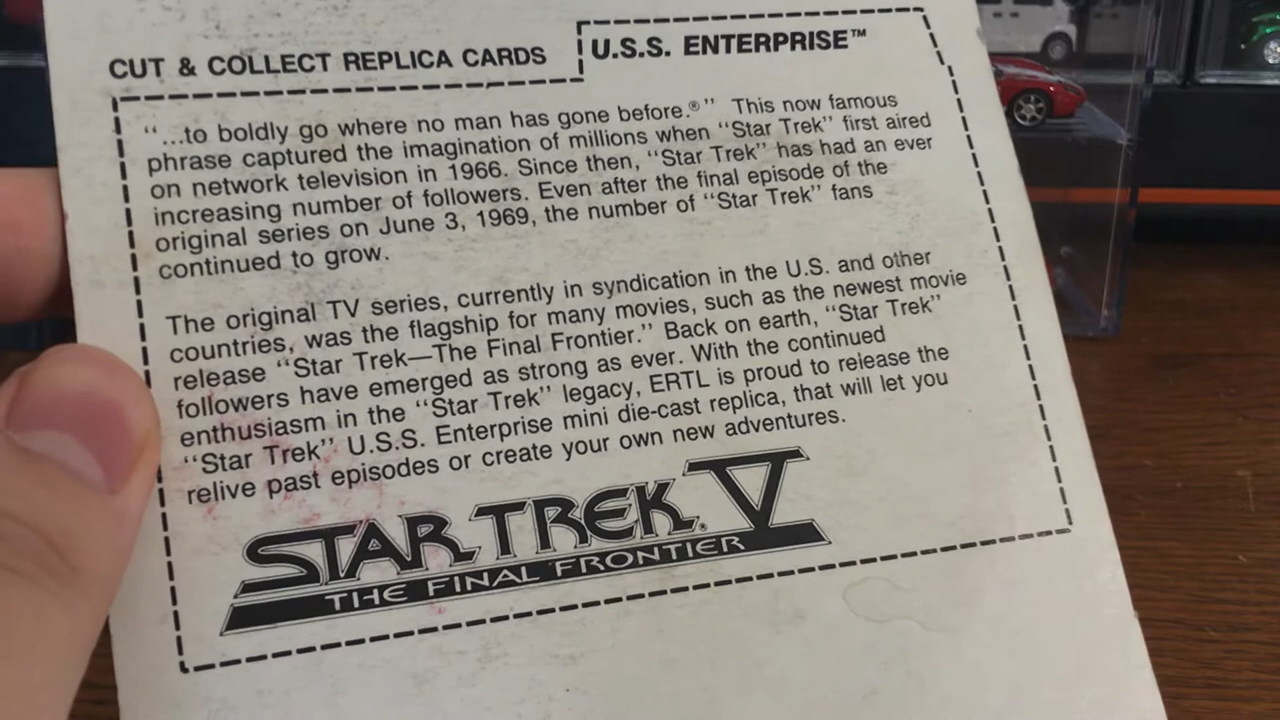 CUT & COLLECT REPLICA CARDS
U.S.S. ENTERPRISE™
“...to boldly go where no man has gone before.®” This now famous
phrase captured the imagination of millions when “Star Trek” first aired
on network television in 1966. Since then, “Star Trek” has had an ever
increasing number of followers. Even after the final episode of the
original series on June 3, 1969, the number of “Star Trek” fans
continued to grow.
The original TV series, currently in syndication in the U.S. and other
countries, was the flagship for many movies, such as the newest movie
release “Star Trek—The Final Frontier.” Back on earth, “Star Trek”
followers have emerged as strong as ever. With the continued
enthusiasm in the “Star Trek” legacy, ERTL is proud to release the
“Star Trek” U.S.S. Enterprise mini die-cast replica, that will let you
relive past episodes or create your own new adventures.
STAR TREK® V
THE FINAL FRONTIER